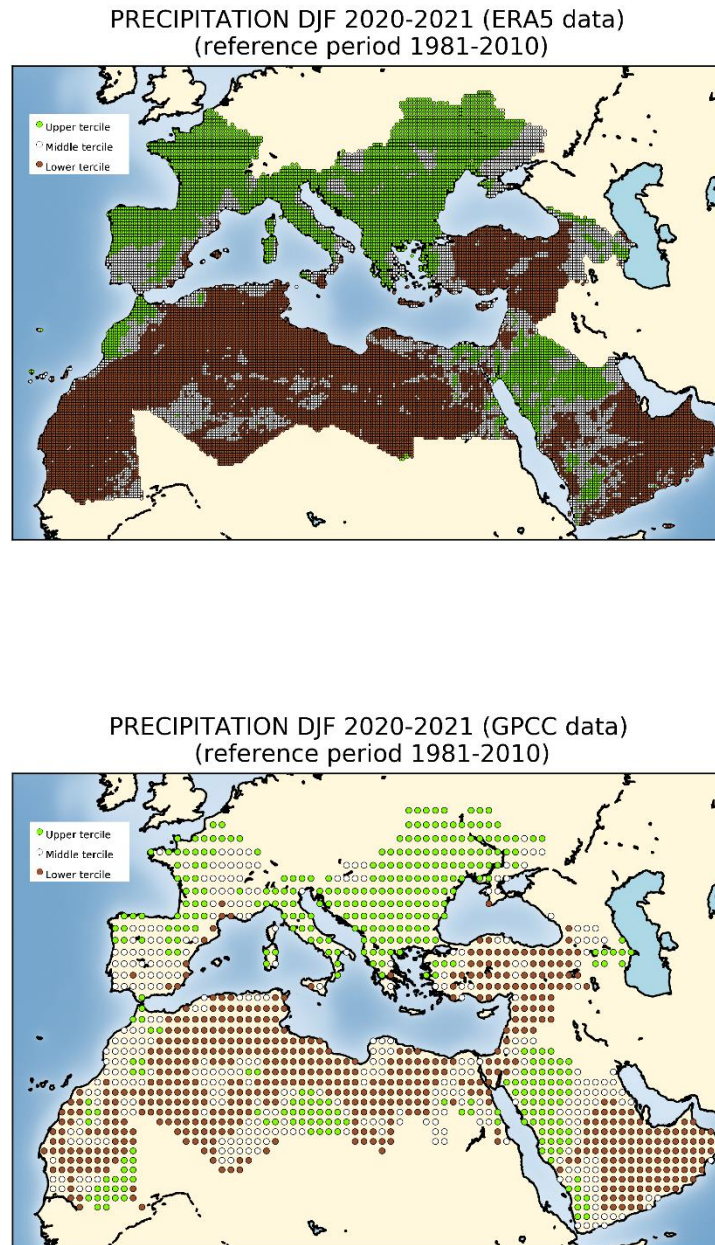 PRECIPITATION DJF 2020-2021 (ERA5 data)
(reference period 1981-2010)
Upper tercile
Middle tercile
Lower tercile
PRECIPITATION DJF 2020-2021 (GPCC data)
(reference period 1981-2010)
Upper tercile
Middle tercile
Lower tercile